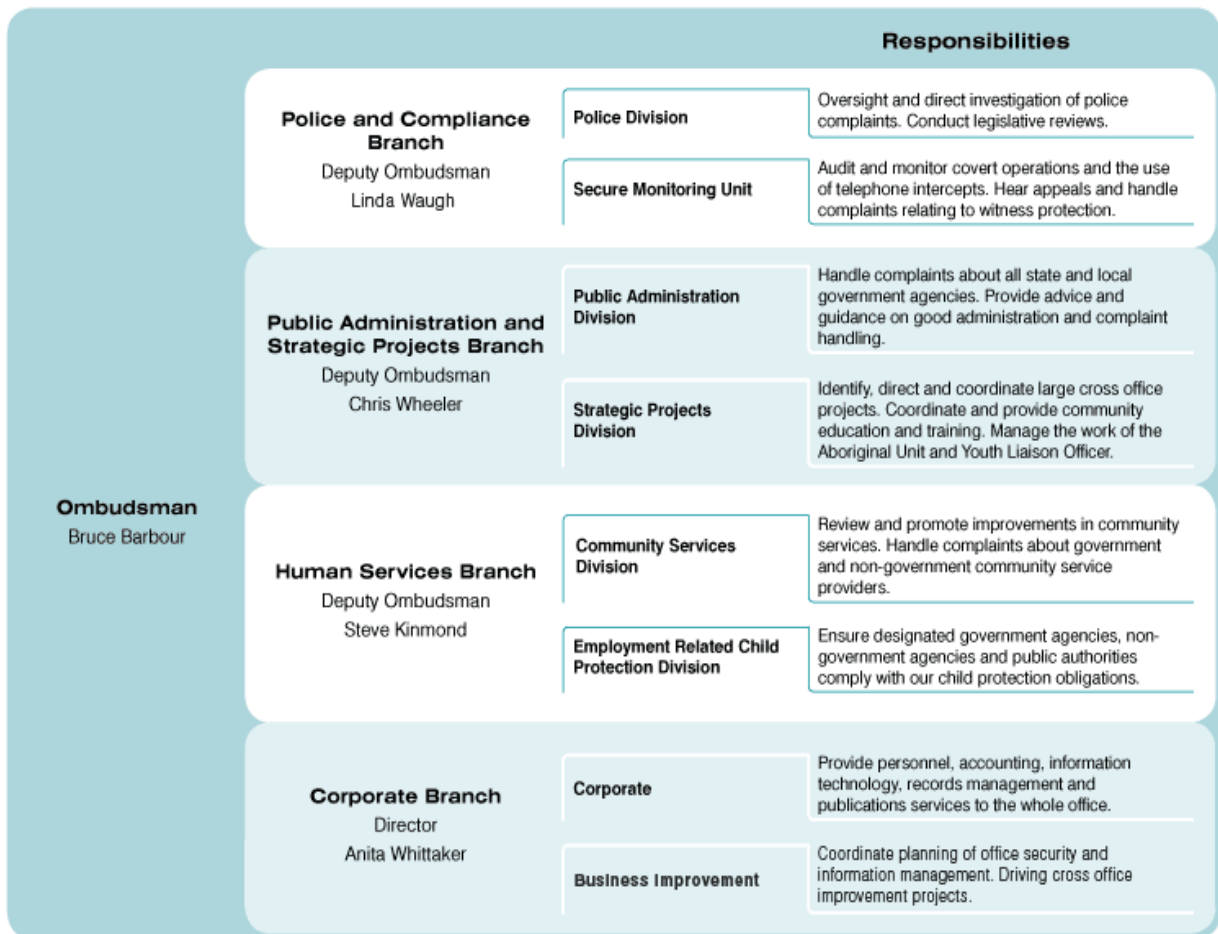 Responsibilities
Ombudsman
Bruce Barbour
Police and Compliance
Branch
Deputy Ombudsman
Linda Waugh
Police Division
Oversight and direct investigation of police
complaints. Conduct legislative reviews.
Secure Monitoring Unit
Audit and monitor covert operations and the use
of telephone intercepts. Hear appeals and handle
complaints relating to witness protection.
Public Administration and
Strategic Projects Branch
Deputy Ombudsman
Chris Wheeler
Public Administration
Division
Handle complaints about all state and local
government agencies. Provide advice and
guidance on good administration and complaint
handling.
Strategic Projects
Division
Identify, direct and coordinate large cross office
projects. Coordinate and provide community
education and training. Manage the work of the
Aboriginal Unit and Youth Liaison Officer.
Human Services Branch
Deputy Ombudsman
Steve Kinmond
Community Services
Division
Review and promote improvements in community
services. Handle complaints about government
and non-government community service
providers.
Employment Related Child
Protection Division
Ensure designated government agencies, non-
government agencies and public authorities
comply with our child protection obligations.
Corporate Branch
Director
Anita Whittaker
Corporate
Provide personnel, accounting, information
technology, records management and
publications services to the whole office.
Business Improvement
Coordinate planning of office security and
information management. Driving cross office
improvement projects.